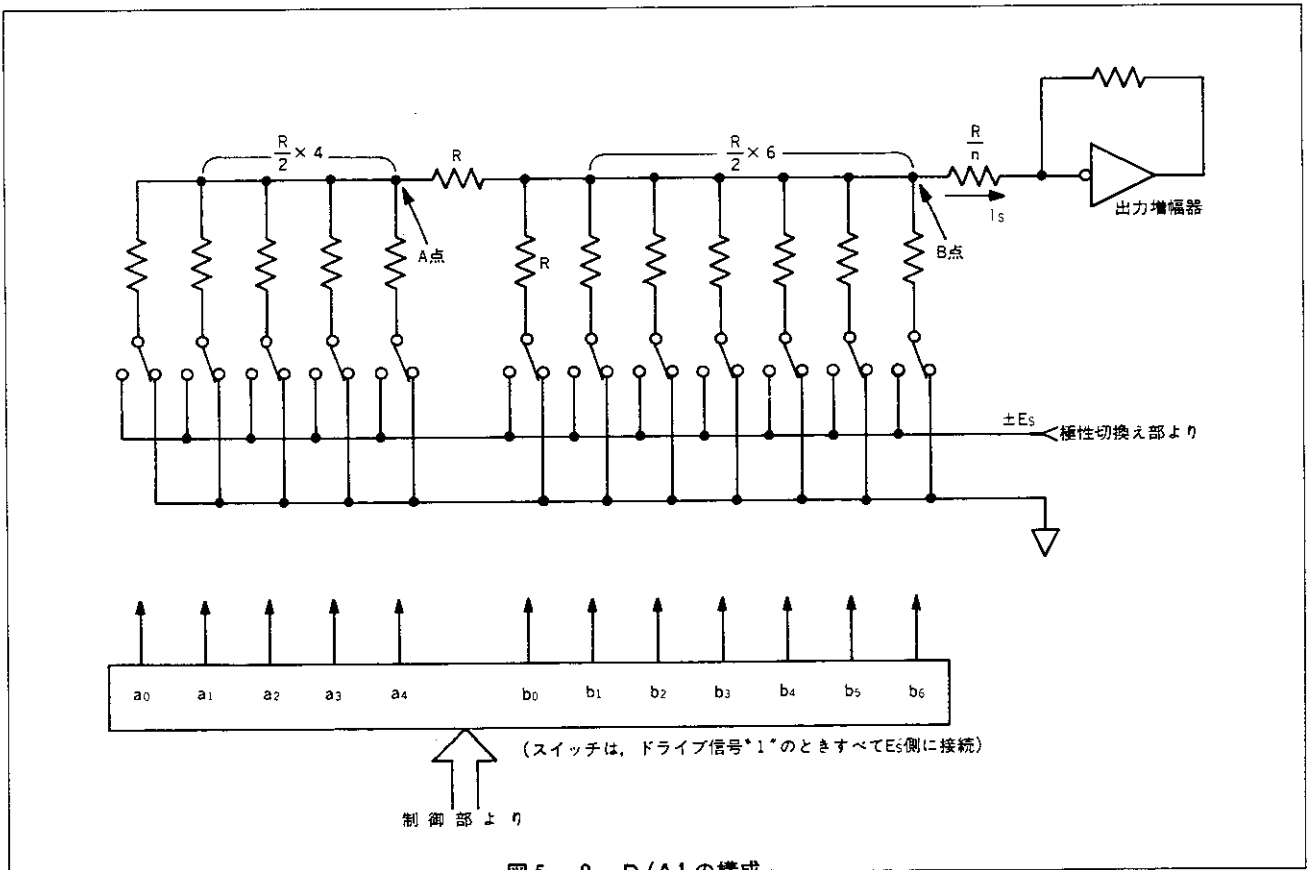 R/2 × 4
R
R/2 × 6
R/n
Is
出力増幅器
A点
R
B点
±Es
極性切換え部より
a0 a1 a2 a3 a4 b0 b1 b2 b3 b4 b5 b6
(スイッチは，ドライブ信号"1"のときすべてEs側に接続)
制御部より
D/A1の構成